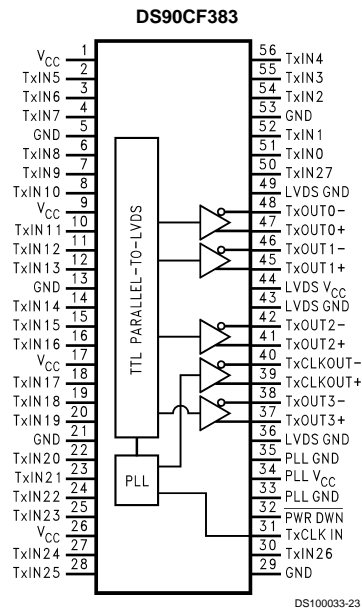 DS90CF383
VCC 1 56 TxIN4
TxIN5 2 55 TxIN3
TxIN6 3 54 TxIN2
TxIN7 4 53 GND
GND 5 52 TxIN1
TxIN8 6 51 TxIN0
TxIN9 7 50 TxIN27
TxIN10 8 49 LVDS GND
VCC 9 48 TxOUT0−
TxIN11 10 47 TxOUT0+
TxIN12 11 46 TxOUT1−
TxIN13 12 45 TxOUT1+
GND 13 44 LVDS VCC
TxIN14 14 43 LVDS GND
TxIN15 15 42 TxOUT2−
TxIN16 16 41 TxOUT2+
VCC 17 40 TxCLKOUT−
TxIN17 18 39 TxCLKOUT+
TxIN18 19 38 TxOUT3−
TxIN19 20 37 TxOUT3+
GND 21 36 LVDS GND
TxIN20 22 35 PLL GND
TxIN21 23 34 PLL VCC
TxIN22 24 33 PLL GND
TxIN23 25 32 PWR DWN
VCC 26 31 TxCLK IN
TxIN24 27 30 TxIN26
TxIN25 28 29 GND
TTL PARALLEL-TO-LVDS
PLL
DS100033-23